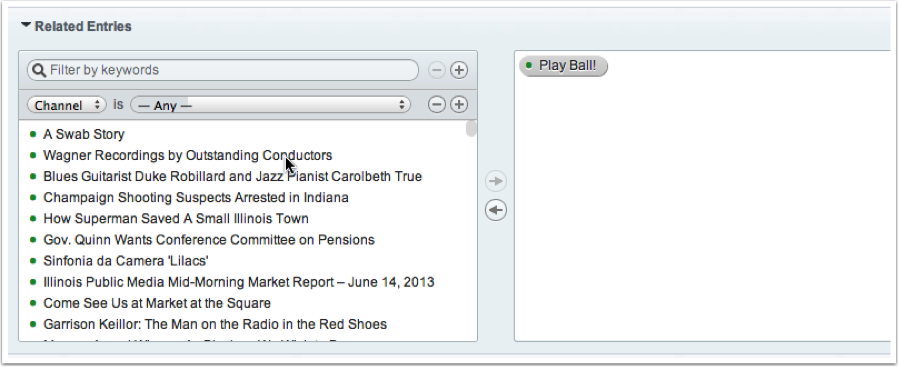 Related Entries
Filter by keywords
Channel is — Any —
A Swab Story
Wagner Recordings by Outstanding Conductors
Blues Guitarist Duke Robillard and Jazz Pianist Carolbeth True
Champaign Shooting Suspects Arrested in Indiana
How Superman Saved A Small Illinois Town
Gov. Quinn Wants Conference Committee on Pensions
Sinfonia da Camera 'Lilacs'
Illinois Public Media Mid-Morning Market Report – June 14, 2013
Come See Us at Market at the Square
Garrison Keillor: The Man on the Radio in the Red Shoes
Play Ball!